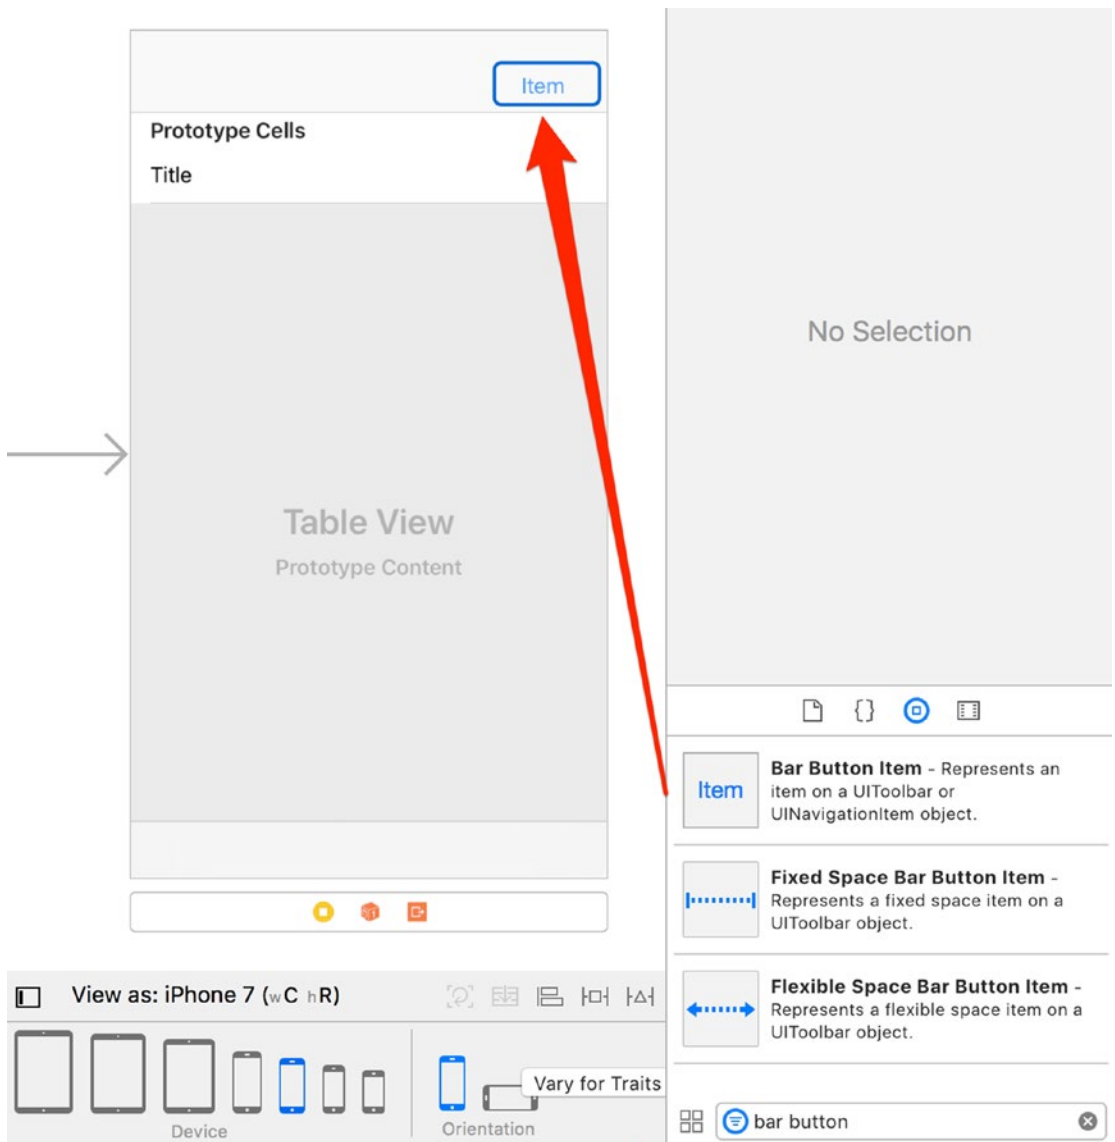 Item
Prototype Cells
Title
Table View
Prototype Content
No Selection
Item
Bar Button Item - Represents an
item on a UIToolbar or
UINavigationItem object.
Fixed Space Bar Button Item -
Represents a fixed space item on a
UIToolbar object.
Flexible Space Bar Button Item -
Represents a flexible space item on a
UIToolbar object.
View as: iPhone 7 (wC hR)
Vary for Traits
Device
Orientation
bar button